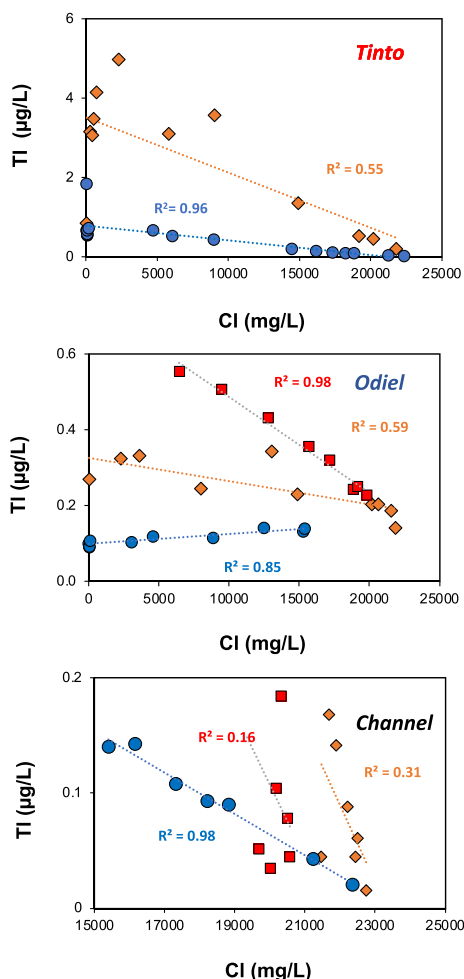 6
Tinto
4
Tl (µg/L)
R² = 0.55
2
R²= 0.96
0
0 5000 10000 15000 20000 25000
Cl (mg/L)
0.6
R² = 0.98 Odiel
0.4
R² = 0.59
Tl (µg/L)
0.2
R² = 0.85
0.0
0 5000 10000 15000 20000 25000
Cl (mg/L)
0.2
Channel
R² = 0.16
R² = 0.31
Tl (µg/L)
0.1
R² = 0.98
0
15000 17000 19000 21000 23000 25000
Cl (mg/L)